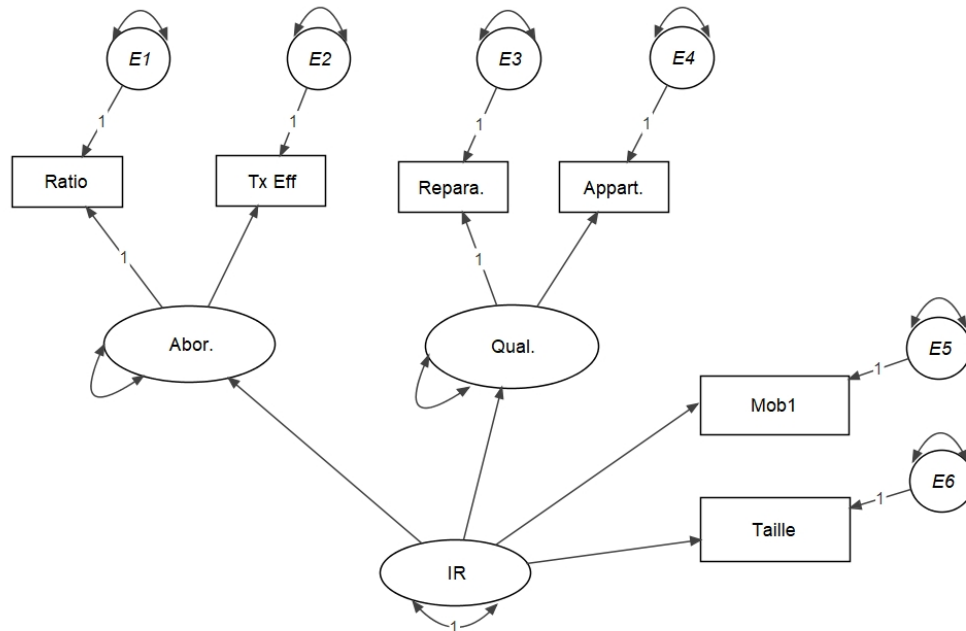 E1
E2
E3
E4
1
1
1
1
Ratio
Tx Eff
Repara.
Appart.
1
1
Abor.
Qual.
E5
1
Mob1
E6
1
Taille
IR
1